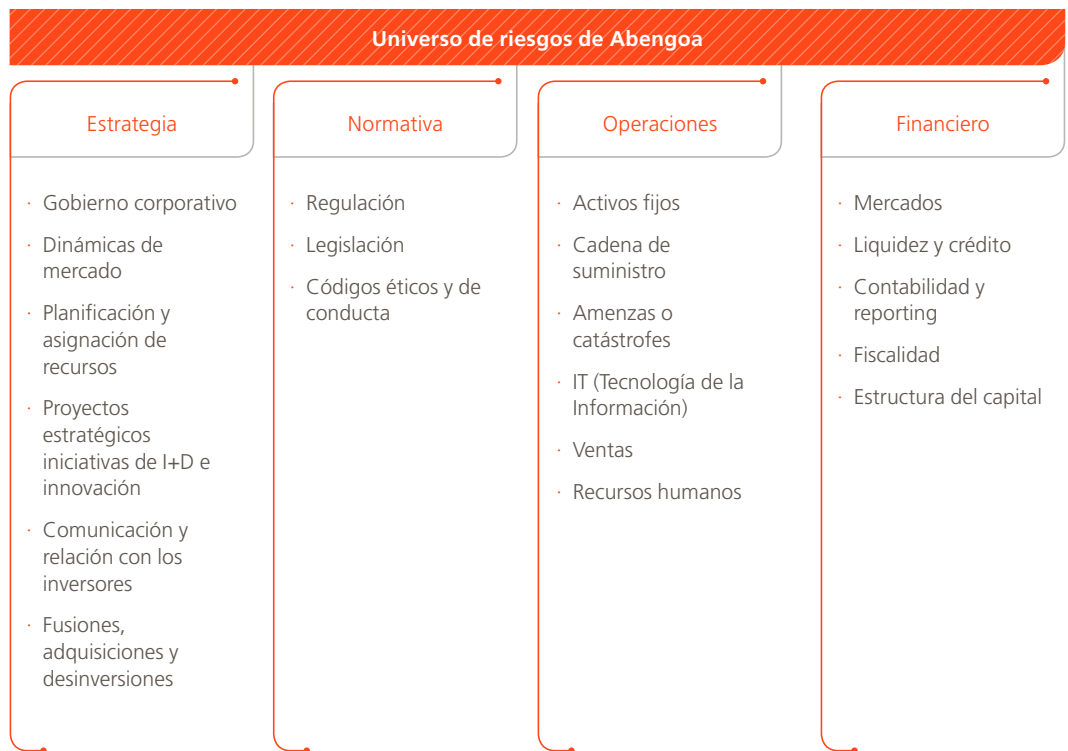 Universo de riesgos de Abengoa
Estrategia
· Gobierno corporativo
· Dinámicas de
mercado
· Planificación y
asignación de
recursos
· Proyectos
estratégicos
iniciativas de I+D e
innovación
· Comunicación y
relación con los
inversores
· Fusiones,
adquisiciones y
desinversiones
Normativa
· Regulación
· Legislación
· Códigos éticos y de
conducta
Operaciones
· Activos fijos
· Cadena de
suministro
· Amenzas o
catástrofes
· IT (Tecnología de la
Información)
· Ventas
· Recursos humanos
Financiero
· Mercados
· Liquidez y crédito
· Contabilidad y
reporting
· Fiscalidad
· Estructura del capital